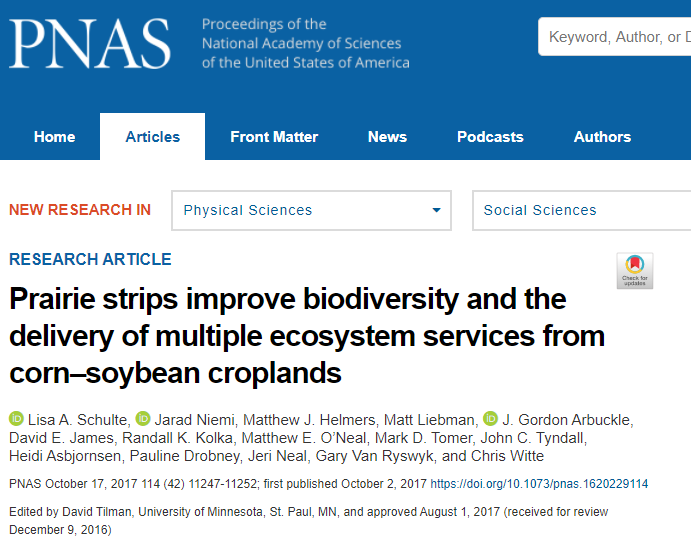 PNAS
Proceedings of the
National Academy of Sciences
of the United States of America
Keyword, Author, or D
Home
Articles
Front Matter
News
Podcasts
Authors
NEW RESEARCH IN
Physical Sciences
Social Sciences
RESEARCH ARTICLE
Check for
updates
Prairie strips improve biodiversity and the
delivery of multiple ecosystem services from
corn–soybean croplands
iD Lisa A. Schulte, iD Jarad Niemi, Matthew J. Helmers, Matt Liebman, iD J. Gordon Arbuckle,
David E. James, Randall K. Kolka, Matthew E. O’Neal, Mark D. Tomer, John C. Tyndall,
Heidi Asbjornsen, Pauline Drobney, Jeri Neal, Gary Van Ryswyk, and Chris Witte
PNAS October 17, 2017 114 (42) 11247-11252; first published October 2, 2017 https://doi.org/10.1073/pnas.1620229114
Edited by David Tilman, University of Minnesota, St. Paul, MN, and approved August 1, 2017 (received for review
December 9, 2016)